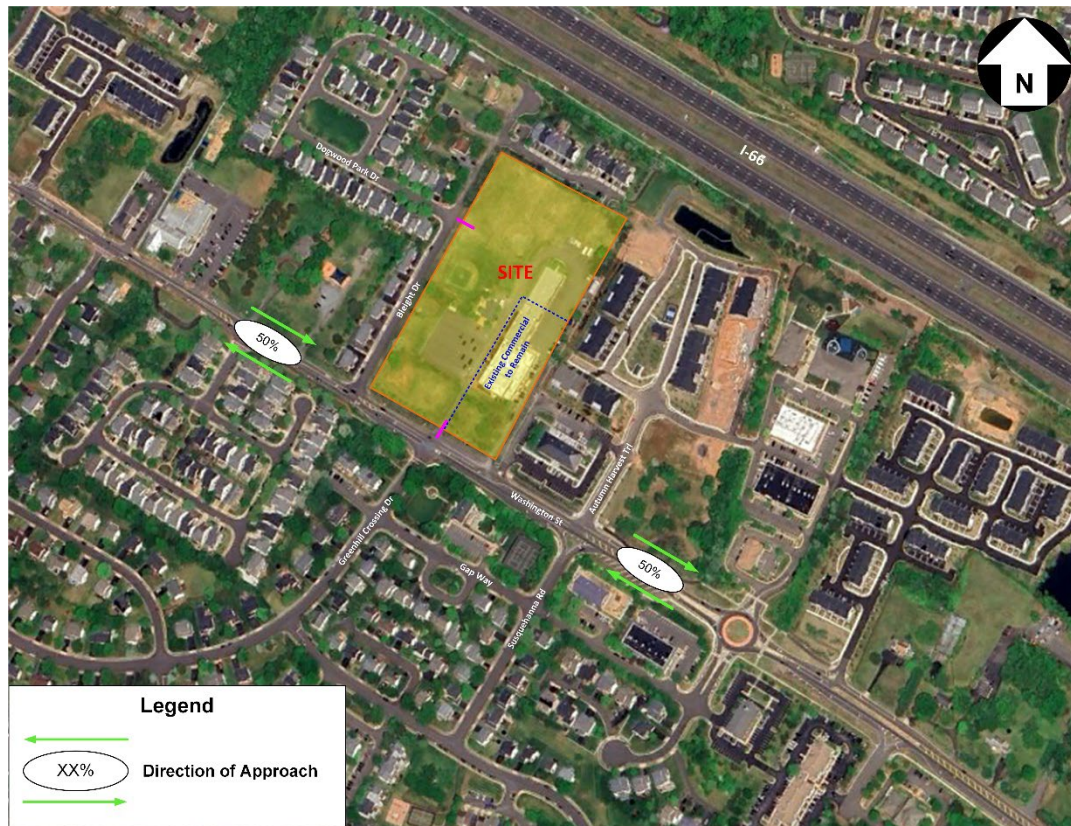 N
I-66
Dogwood Park Dr
SITE
Bleight Dr
50%
Existing Commercial
to Remain
Autumn Harvest Trl
Washington St
Greenhill Crossing Dr
50%
Gap Way
Susquehanna Rd
Legend
XX%
Direction of Approach